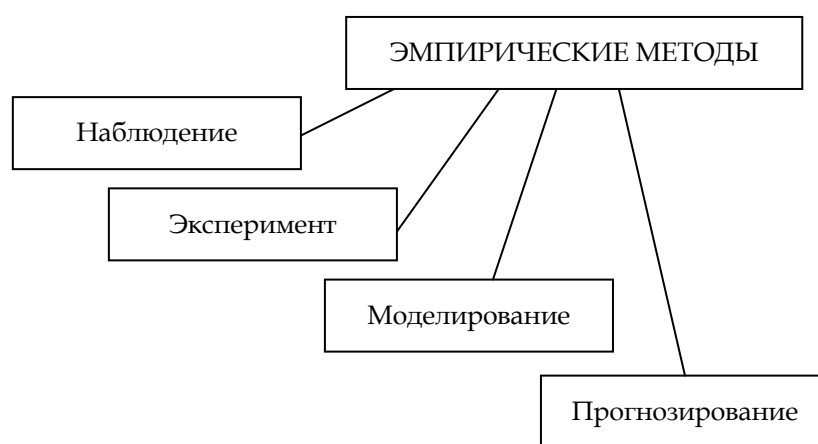 ЭМПИРИЧЕСКИЕ МЕТОДЫ
Наблюдение
Эксперимент
Моделирование
Прогнозирование